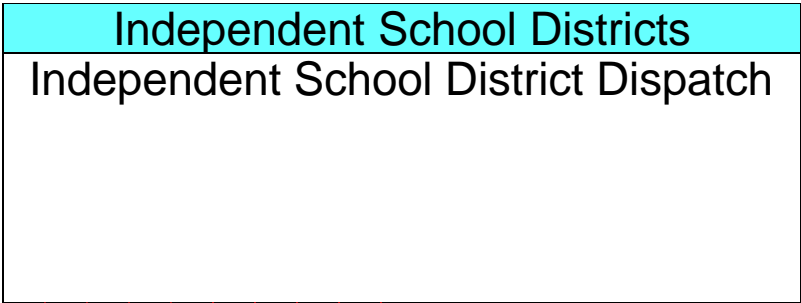 Independent School Districts
Independent School District Dispatch